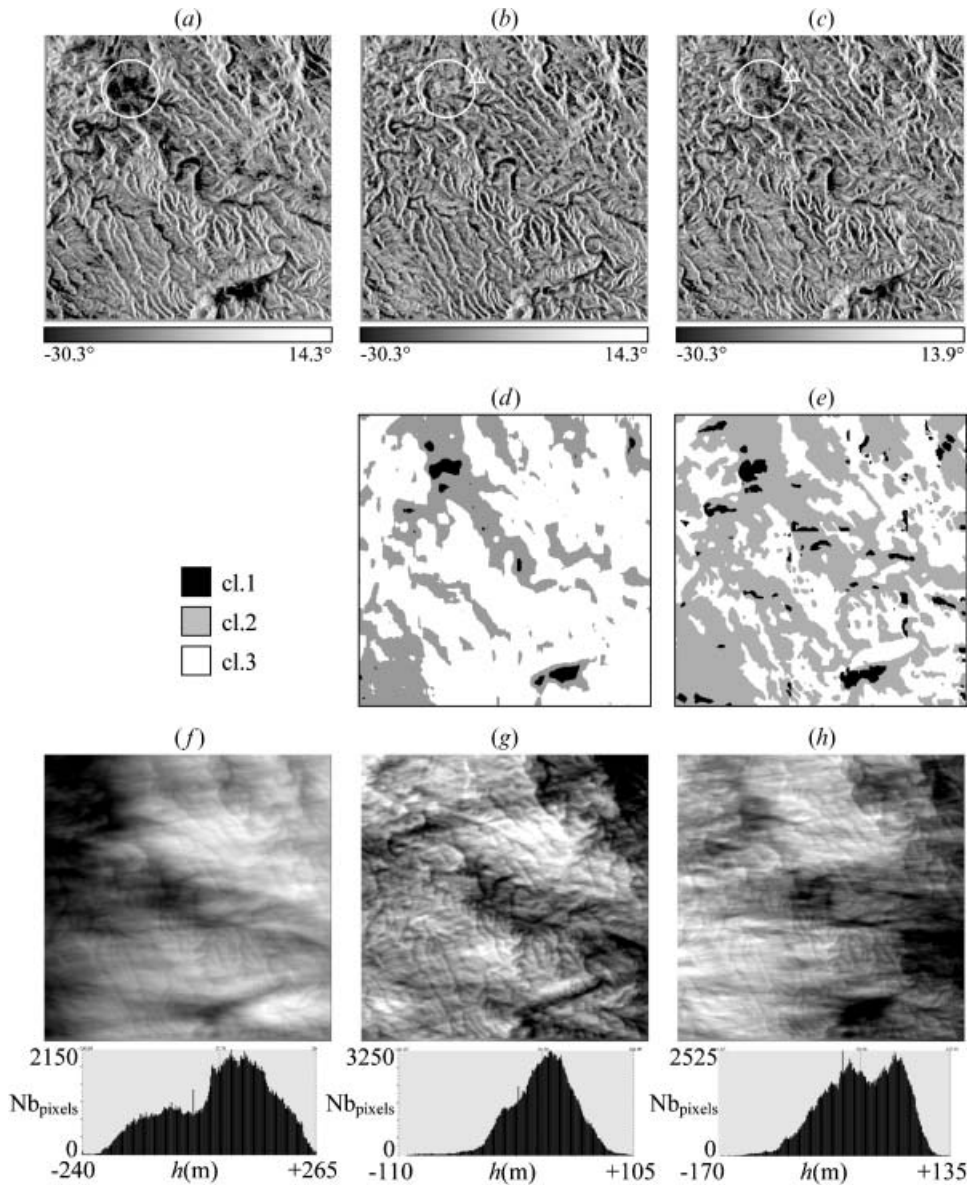 (a) (b) (c)
-30.3° 14.3° -30.3° 14.3° -30.3° 13.9°
(d) (e)
cl.1
cl.2
cl.3
(f) (g) (h)
2150 3250 2525
Nbpixels Nbpixels Nbpixels
0 0 0
-240 h(m) +265 -110 h(m) +105 -170 h(m) +135